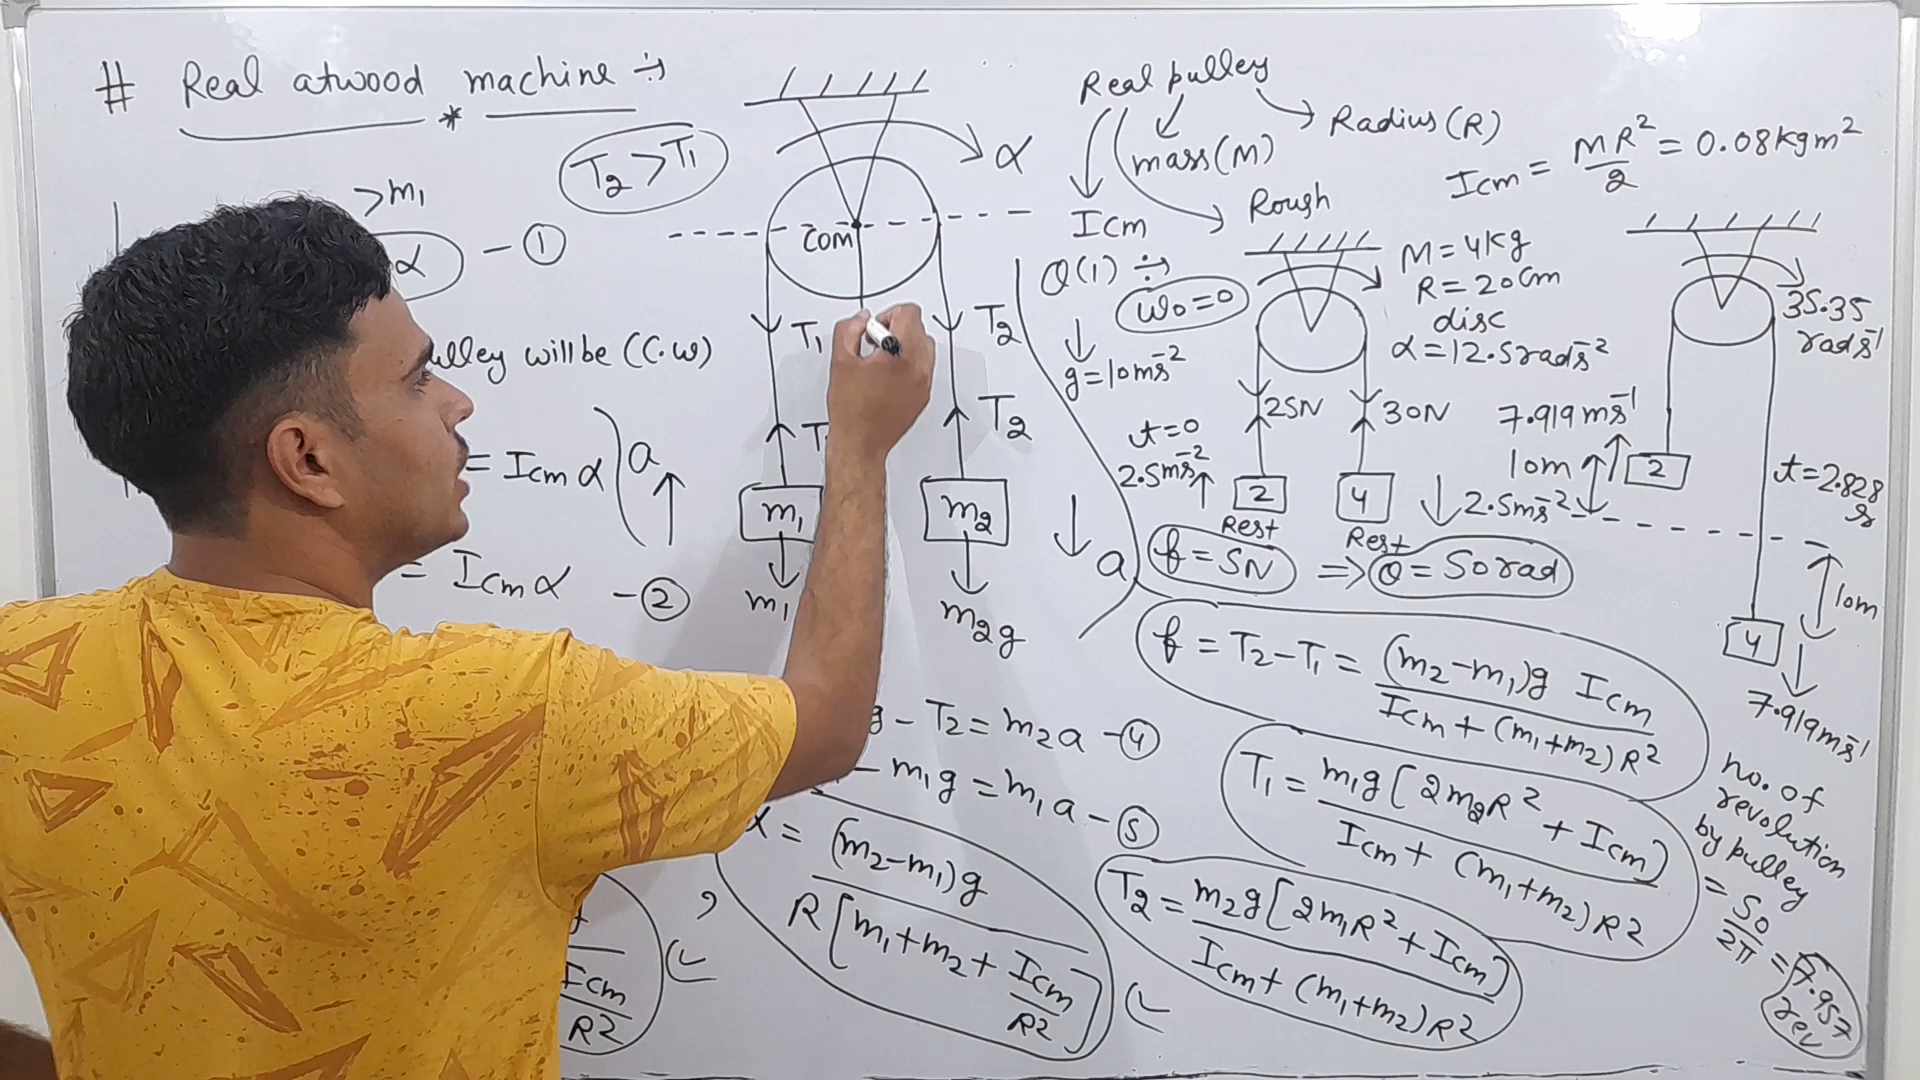 # Real atwood machine ÷
*
T2 > T1
> m1
α - ①
pulley will be (C.W)
= Icm α
= Icm α - ②
a
α
COM
T1
T2
T2
m1
m2
m1
m2g
a
g - T2 = m2a - ④
- m1g = m1a - ⑤
α = (m2-m1)g / R[m1+m2+ Icm/R2]
,
Icm
R2
Real pulley
mass(M)
Radius(R)
Icm
Rough
Icm = MR²/2 = 0.08 kgm²
Q(1) ÷
ω0 = 0
g = 10 ms⁻²
M = 4kg
R = 20cm
disc
α = 12.5 rads⁻²
25N
30N
t = 0
2.5ms⁻²
2
4
Rest
Rest
2.5ms⁻²
f = 5N => θ = 50 rad
35.35
rads⁻¹
7.919 ms⁻¹
10m
2
t = 2.828
s
10m
4
7.919 ms⁻¹
f = T2 - T1 = (m2-m1)g Icm / Icm + (m1+m2)R²
T1 = m1g[2m2R² + Icm] / Icm + (m1+m2)R2
T2 = m2g[2m1R² + Icm] / Icm + (m1+m2)R2
no. of
revolution
by pulley
= 50/2π = 7.957
rev